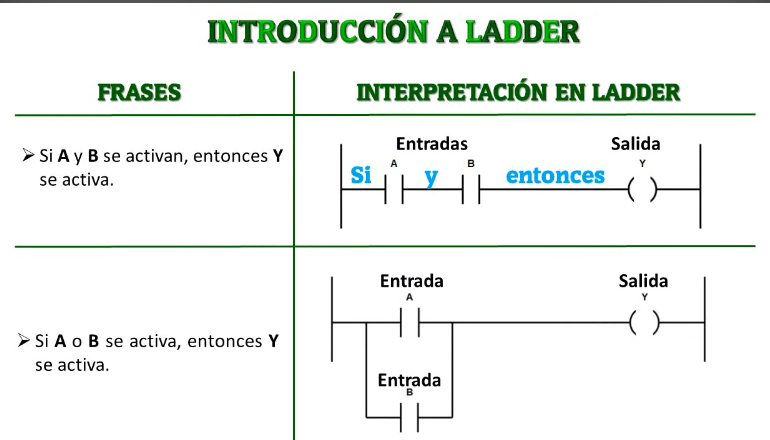 INTRODUCCIÓN A LADDER
FRASES
INTERPRETACIÓN EN LADDER
➢ Si A y B se activan, entonces Y
se activa.
Entradas
Salida
A
B
Y
Si
y
entonces
➢ Si A o B se activa, entonces Y
se activa.
Entrada
Salida
A
Y
Entrada
B